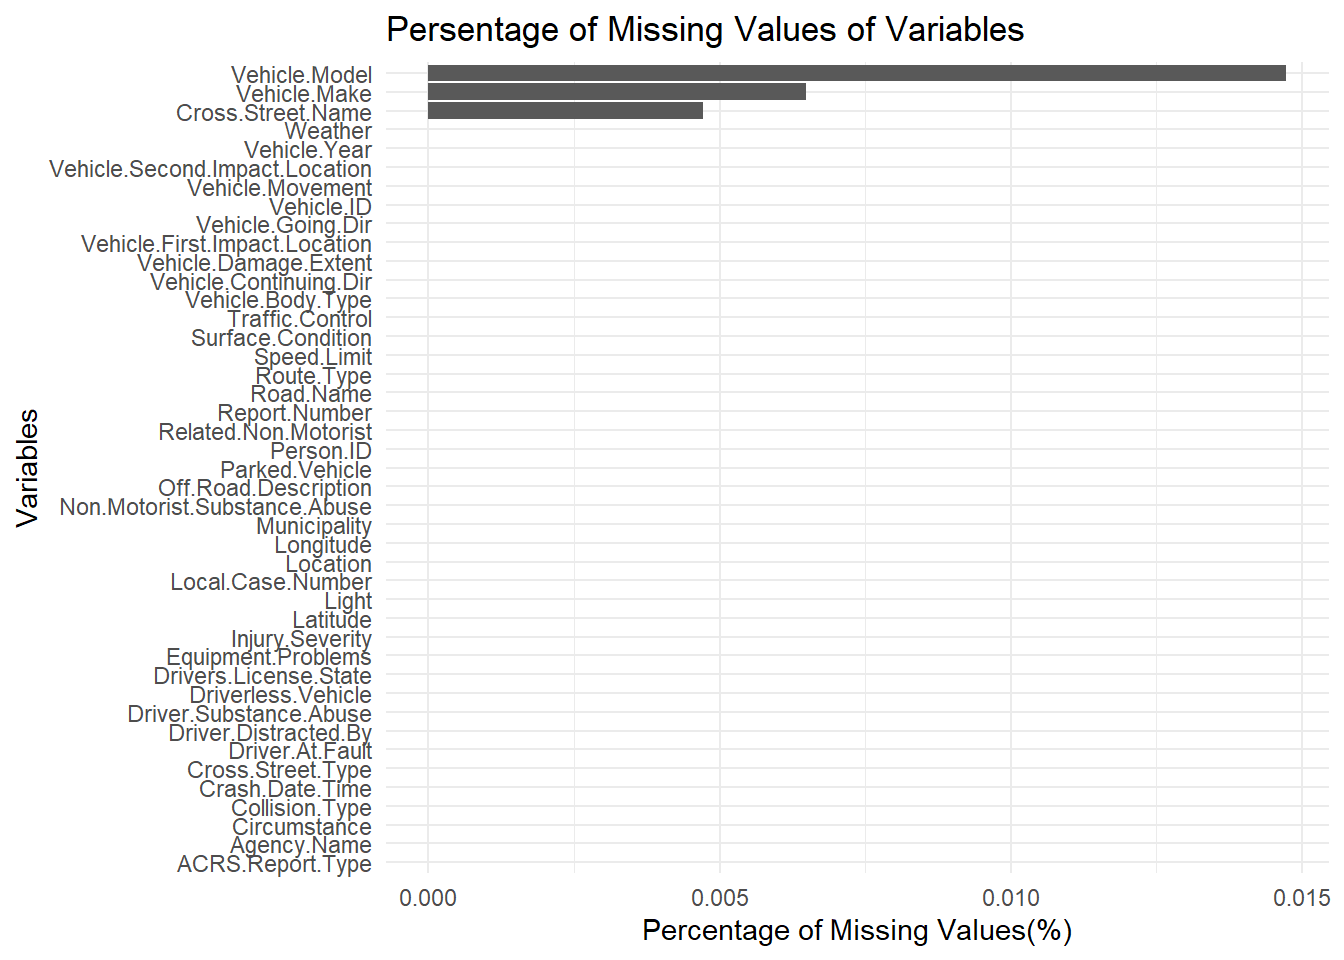 Persentage of Missing Values of Variables
Vehicle.Model
Vehicle.Make
Cross.Street.Name
Weather
Vehicle.Year
Vehicle.Second.Impact.Location
Vehicle.Movement
Vehicle.ID
Vehicle.Going.Dir
Vehicle.First.Impact.Location
Vehicle.Damage.Extent
Vehicle.Continuing.Dir
Vehicle.Body.Type
Traffic.Control
Surface.Condition
Speed.Limit
Route.Type
Road.Name
Report.Number
Related.Non.Motorist
Person.ID
Parked.Vehicle
Off.Road.Description
Non.Motorist.Substance.Abuse
Municipality
Longitude
Location
Local.Case.Number
Light
Latitude
Injury.Severity
Equipment.Problems
Drivers.License.State
Driverless.Vehicle
Driver.Substance.Abuse
Driver.Distracted.By
Driver.At.Fault
Cross.Street.Type
Crash.Date.Time
Collision.Type
Circumstance
Agency.Name
ACRS.Report.Type
Variables
0.000 0.005 0.010 0.015
Percentage of Missing Values(%)